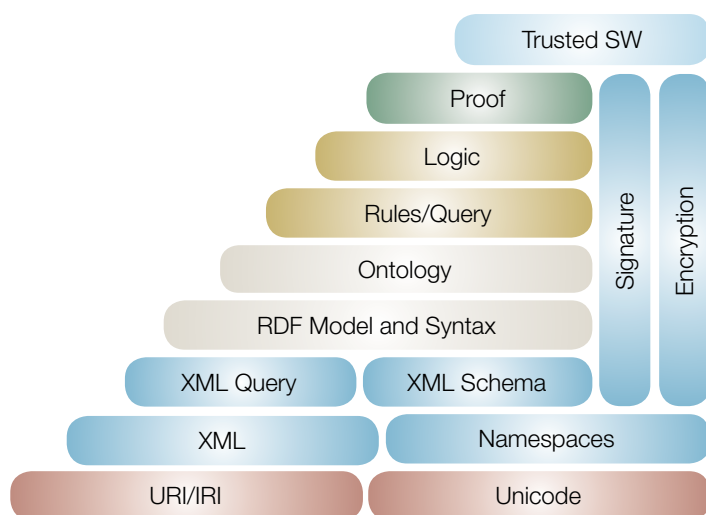 Trusted SW
Proof
Logic
Rules/Query
Ontology
RDF Model and Syntax
Signature
Encryption
XML Query
XML Schema
XML
Namespaces
URI/IRI
Unicode